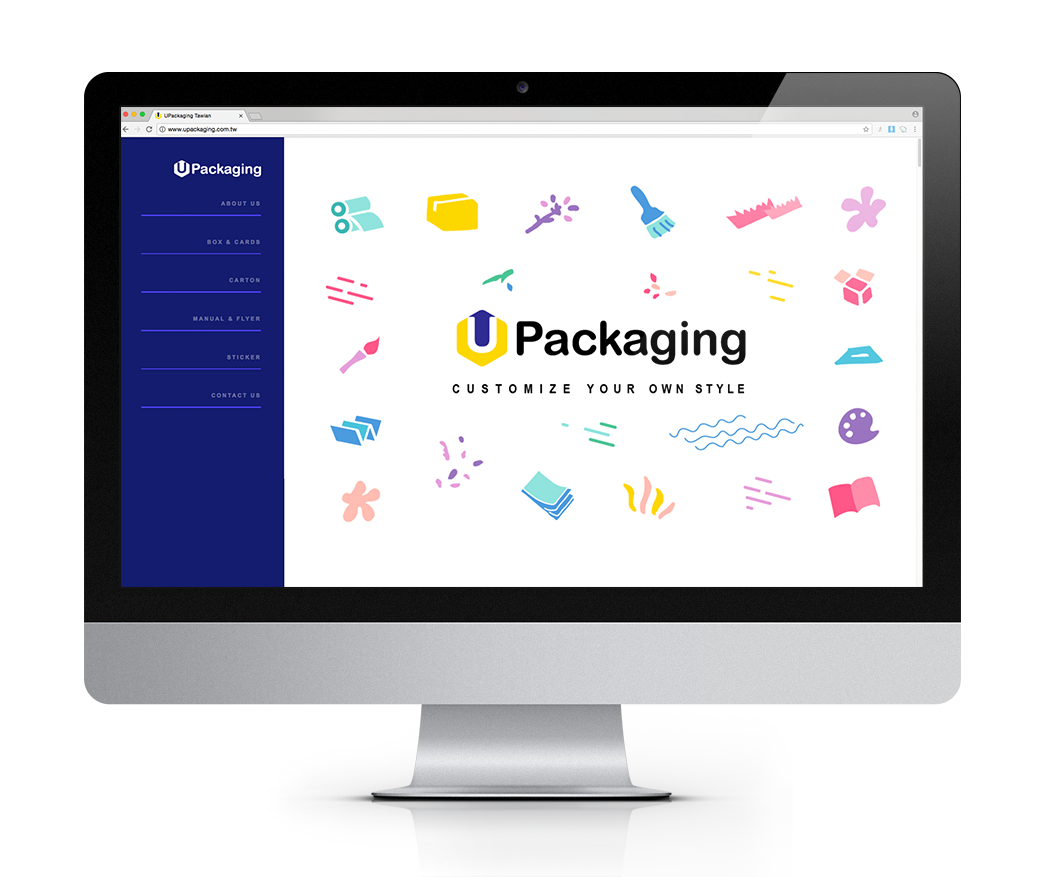 UPackaging Tawian
www.upackaging.com.tw
UPackaging
ABOUT US
BOX & CARDS
CARTON
MANUAL & FLYER
STICKER
CONTACT US
UPackaging
CUSTOMIZE YOUR OWN STYLE